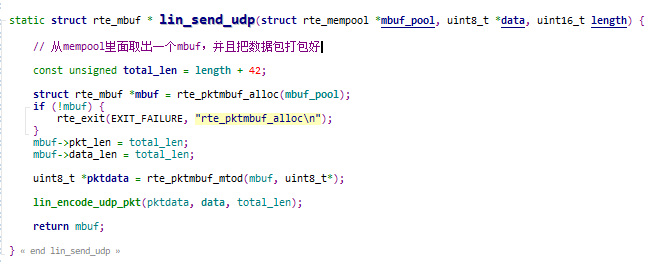 static struct rte_mbuf * lin_send_udp(struct rte_mempool *mbuf_pool, uint8_t *data, uint16_t length) {
// 从mempool里面取出一个mbuf，并且把数据包打包好
const unsigned total_len = length + 42;
struct rte_mbuf *mbuf = rte_pktmbuf_alloc(mbuf_pool);
if (!mbuf) {
rte_exit(EXIT_FAILURE, "rte_pktmbuf_alloc\n");
}
mbuf->pkt_len = total_len;
mbuf->data_len = total_len;
uint8_t *pktdata = rte_pktmbuf_mtod(mbuf, uint8_t*);
lin_encode_udp_pkt(pktdata, data, total_len);
return mbuf;
} « end lin_send_udp »